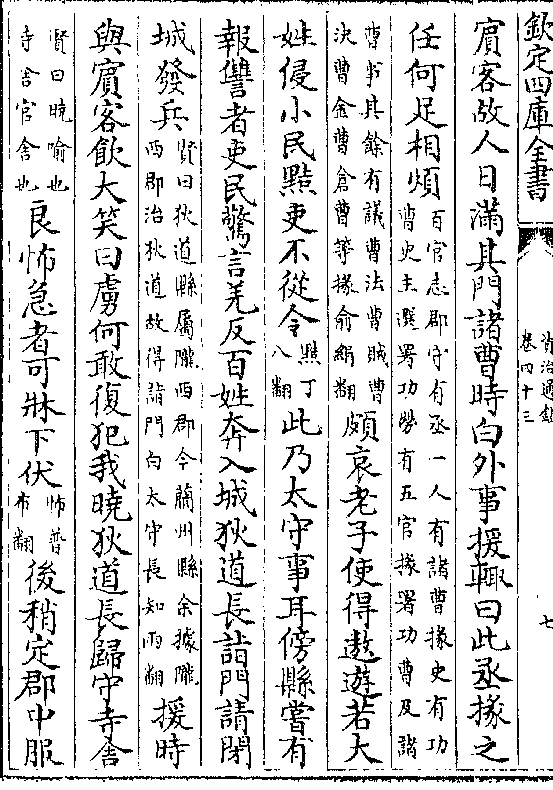 欽定四庫全書
資治通鑑
卷四十三
七
賔客故人日滿其門諸曹時白外事援輙曰此丞掾之
任何足相煩百官志郡守有丞一人有諸曹掾史有功曹史主選署功勞有五官掾署功曹及諸
曹事其餘有議曹法曹賊曹決曹金曹倉曹等掾俞絹翻頗哀老子使得遨遊若大
姓侵小民黠吏不從令黠丁八翻此乃太守事耳傍縣嘗有
報讐者吏民驚言羌反百姓奔入城狄道長詣門請閉
城發兵賢曰狄道縣屬隴西郡今蘭州縣余據隴西郡治狄道故得詣門白太守長知兩翻援時
與賔客飲大笑曰虜何敢復犯我曉狄道長歸守寺舍
賢曰曉喻也寺舍官舍也良怖急者可牀下伏怖普布翻後稍定郡中服